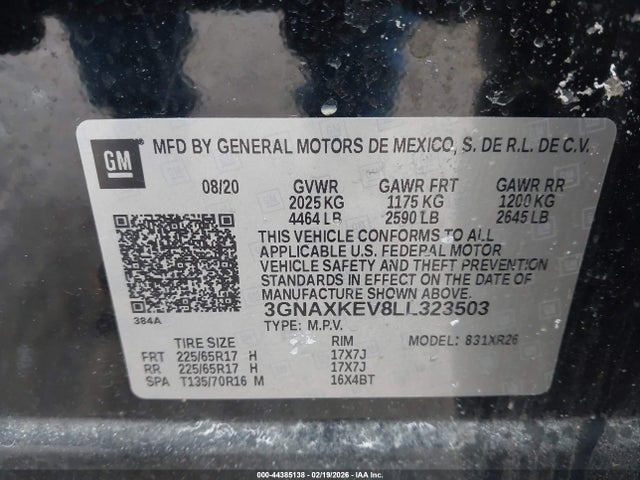 GM
MFD BY GENERAL MOTORS DE MEXICO, S. DE R.L. DE C.V.
08/20 GVWR GAWR FRT GAWR RR
2025 KG 1175 KG 1200 KG
4464 LB 2590 LB 2645 LB
THIS VEHICLE CONFORMS TO ALL
APPLICABLE U.S. FEDERAL MOTOR
VEHICLE SAFETY AND THEFT PREVENTION
STANDARDS IN EFFECT ON THE DATE
OF MANUFACTURE SHOWN ABOVE.
3GNAXKEV8LL323503
384A
TYPE: M.P.V. MODEL: 831XR26
TIRE SIZE RIM
FRT 225/65R17 H 17X7J
RR 225/65R17 H 17X7J
SPA T135/70R16 M 16X4BT
000-44385138 - 02/19/2026 - IAA Inc.